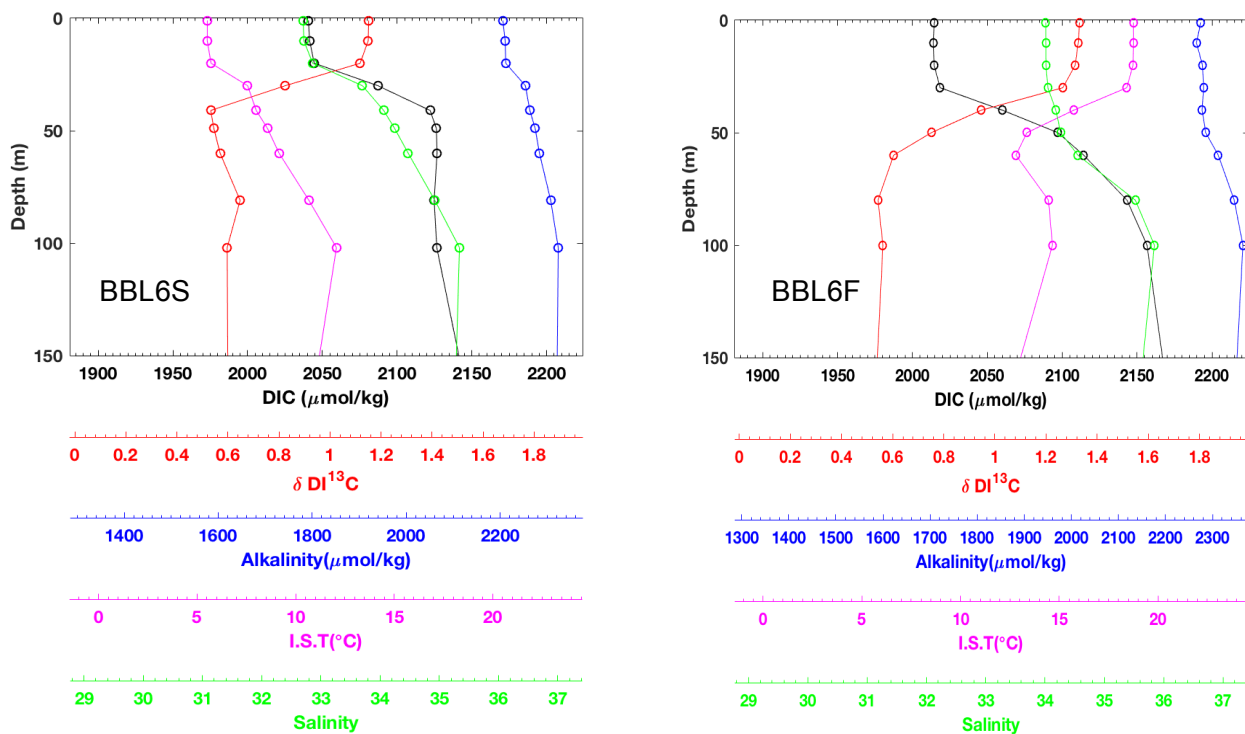 0
50
100
150
Depth (m)
BBL6S
1900 1950 2000 2050 2100 2150 2200
DIC (μmol/kg)
0 0.2 0.4 0.6 0.8 1 1.2 1.4 1.6 1.8
δ DI¹³C
1400 1600 1800 2000 2200
Alkalinity(μmol/kg)
0 5 10 15 20
I.S.T(°C)
29 30 31 32 33 34 35 36 37
Salinity
0
50
100
150
Depth (m)
BBL6F
1900 1950 2000 2050 2100 2150 2200
DIC (μmol/kg)
0 0.2 0.4 0.6 0.8 1 1.2 1.4 1.6 1.8
δ DI¹³C
1300 1400 1500 1600 1700 1800 1900 2000 2100 2200 2300
Alkalinity(μmol/kg)
0 5 10 15 20
I.S.T(°C)
29 30 31 32 33 34 35 36 37
Salinity